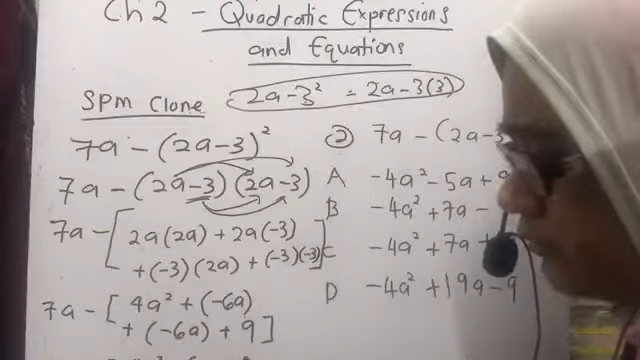 Ch 2 - Quadratic Expressions
and Equations
SPM Clone
2a-3² = 2a-3(3)
7a - (2a-3)²
7a - (2a-3)(2a-3)
7a - [2a(2a) + 2a(-3)
+ (-3)(2a) + (-3)(-3)]
7a - [4a² + (-6a)
+ (-6a) + 9]
② 7a - (2a-3
A -4a² - 5a + 9
B -4a² + 7a -
C -4a² + 7a +
D -4a² + 19a - 9